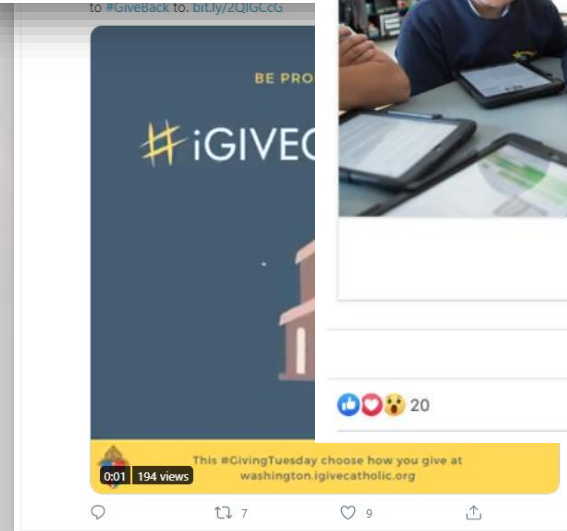 to #GiveBack to. bit.ly/2QIGCcG
BE PRO
#iGIVEC
20
This #GivingTuesday choose how you give at
washington.igivecatholic.org
0:01 194 views
7 9